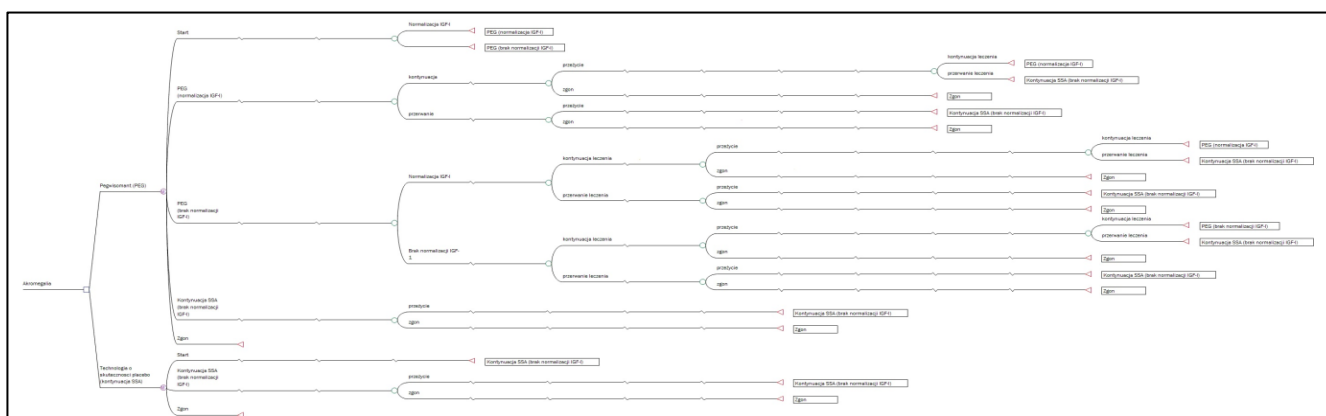 Start
Normalizacja IGF-I
PEG (normalizacja IGF-I)
PEG (brak normalizacji IGF-I)
PEG
(normalizacja IGF-I)
kontynuacja
przeżycie
kontynuacja leczenia
PEG (normalizacja IGF-I)
przerwanie leczenia
Kontynuacja SSA (brak normalizacji IGF-I)
zgon
Zgon
przerwanie
przeżycie
Kontynuacja SSA (brak normalizacji IGF-I)
zgon
Zgon
Pegwisomant (PEG)
PEG
(brak normalizacji
IGF-I)
Normalizacja IGF-I
kontynuacja leczenia
przeżycie
kontynuacja leczenia
PEG (normalizacja IGF-I)
przerwanie leczenia
Kontynuacja SSA (brak normalizacji IGF-I)
zgon
Zgon
przerwanie leczenia
przeżycie
Kontynuacja SSA (brak normalizacji IGF-I)
zgon
Zgon
Brak normalizacji IGF-
1
kontynuacja leczenia
przeżycie
kontynuacja leczenia
PEG (brak normalizacji IGF-I)
przerwanie leczenia
Kontynuacja SSA (brak normalizacji IGF-I)
zgon
Zgon
przerwanie leczenia
przeżycie
Kontynuacja SSA (brak normalizacji IGF-I)
zgon
Zgon
Akromegalia
Kontynuacja SSA
(brak normalizacji
IGF-I)
przeżycie
Kontynuacja SSA (brak normalizacji IGF-I)
zgon
Zgon
Zgon
Technologia o
skuteczności placebo
(kontynuacja SSA)
Start
Kontynuacja SSA (brak normalizacji IGF-I)
Kontynuacja SSA
(brak normalizacji
IGF-I)
przeżycie
Kontynuacja SSA (brak normalizacji IGF-I)
zgon
Zgon
Zgon